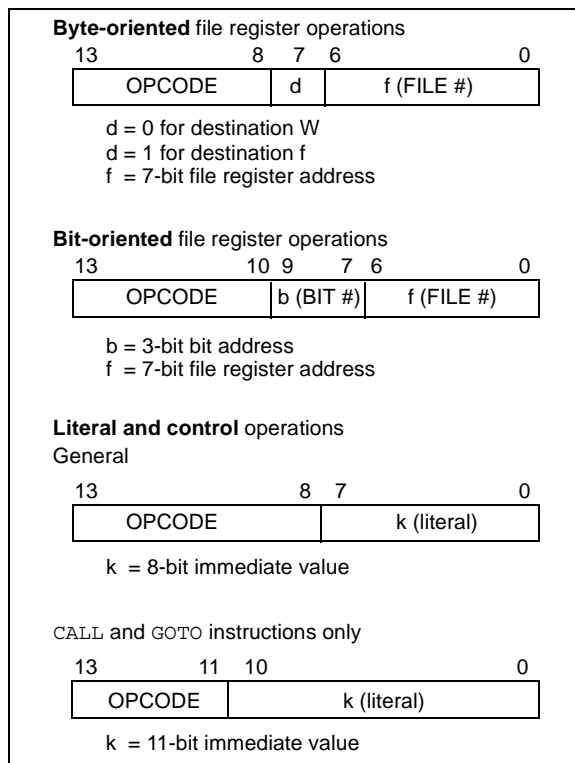 Byte-oriented file register operations
13 8 7 6 0
OPCODE d f (FILE #)
d = 0 for destination W
d = 1 for destination f
f = 7-bit file register address
Bit-oriented file register operations
13 10 9 7 6 0
OPCODE b (BIT #) f (FILE #)
b = 3-bit bit address
f = 7-bit file register address
Literal and control operations
General
13 8 7 0
OPCODE k (literal)
k = 8-bit immediate value
CALL and GOTO instructions only
13 11 10 0
OPCODE k (literal)
k = 11-bit immediate value